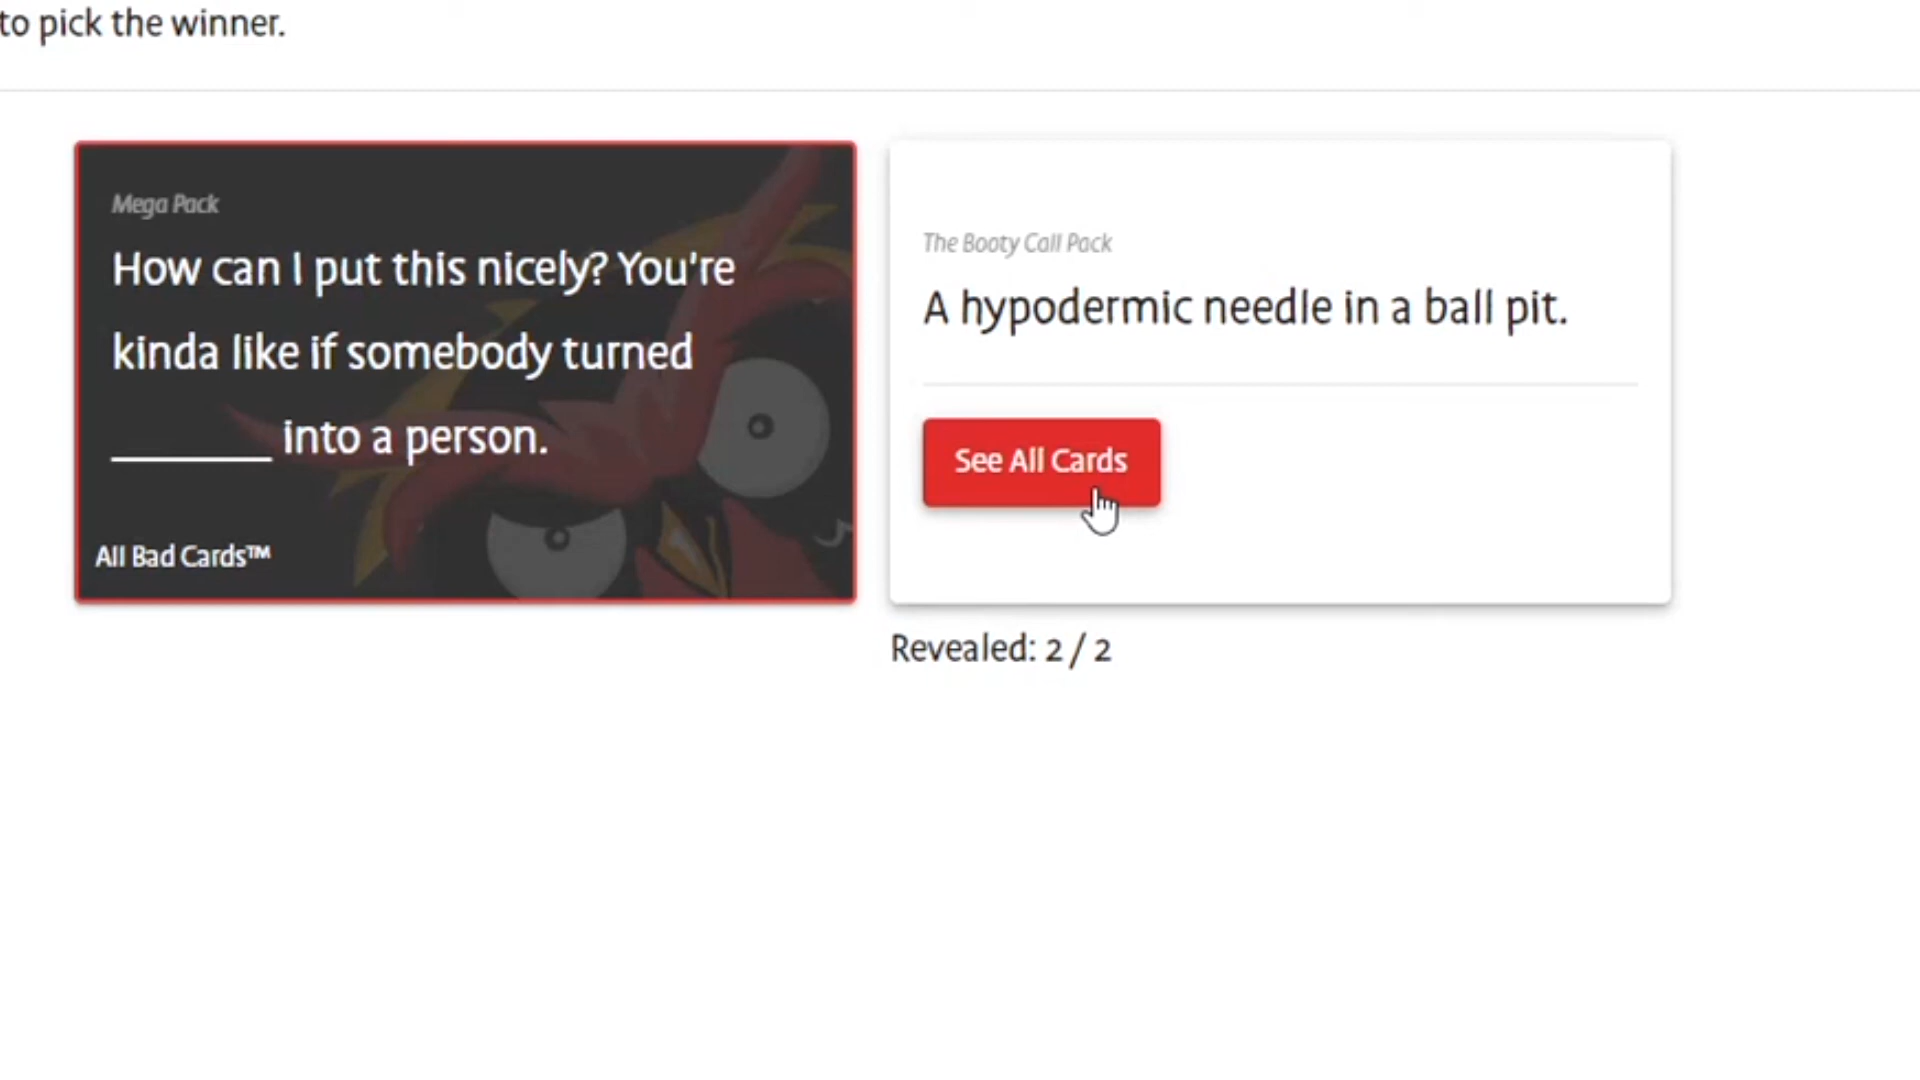 to pick the winner.
Mega Pack
How can I put this nicely? You're
kinda like if somebody turned
________ into a person.
All Bad Cards™
The Booty Call Pack
A hypodermic needle in a ball pit.
See All Cards
Revealed: 2 / 2